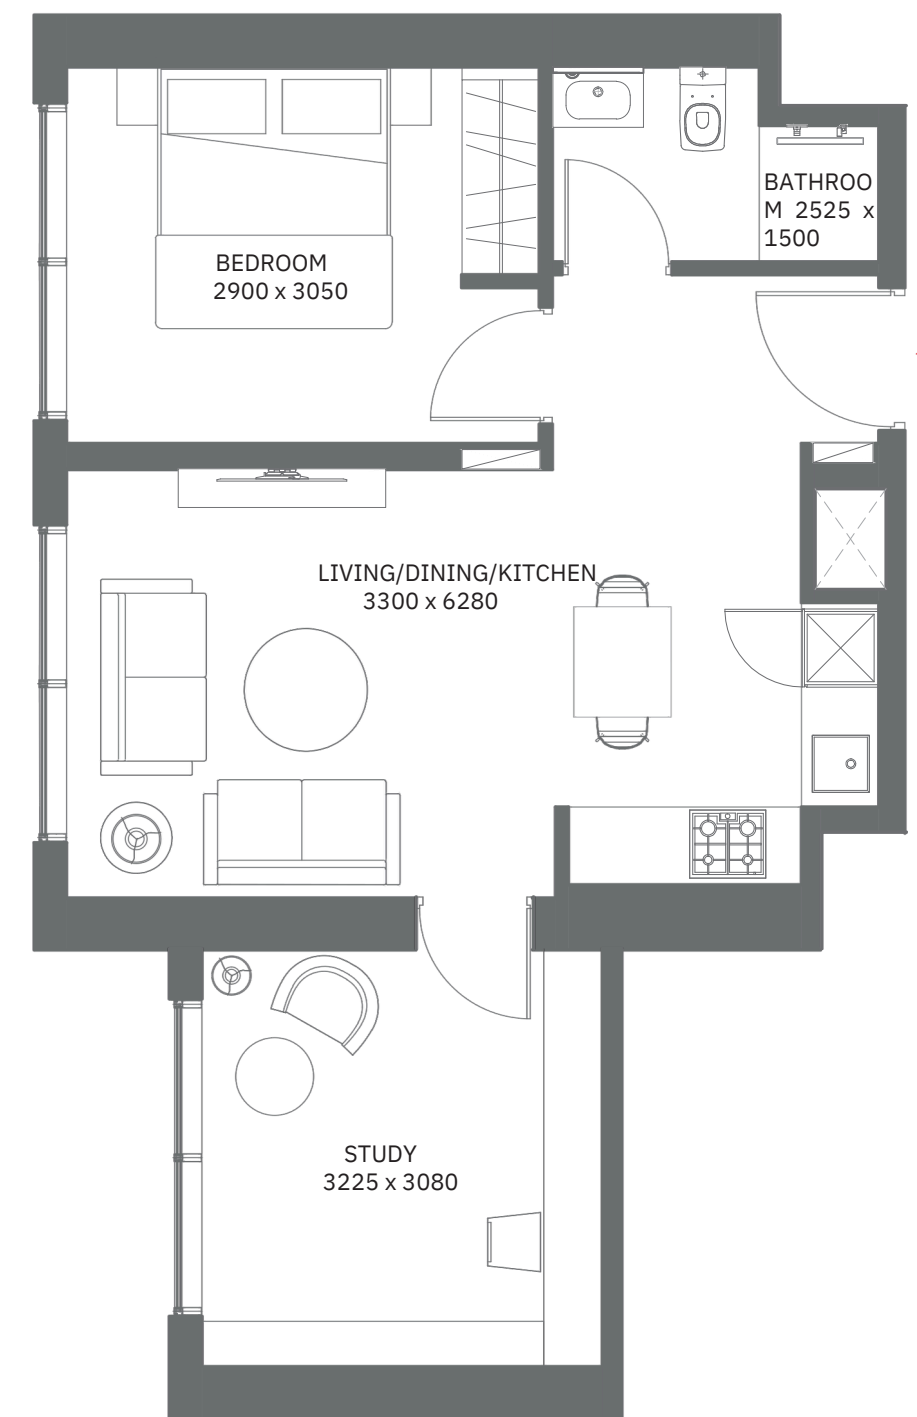 BATHROO
M 2525 x
1500
BEDROOM
2900 x 3050
LIVING/DINING/KITCHEN
3300 x 6280
STUDY
3225 x 3080